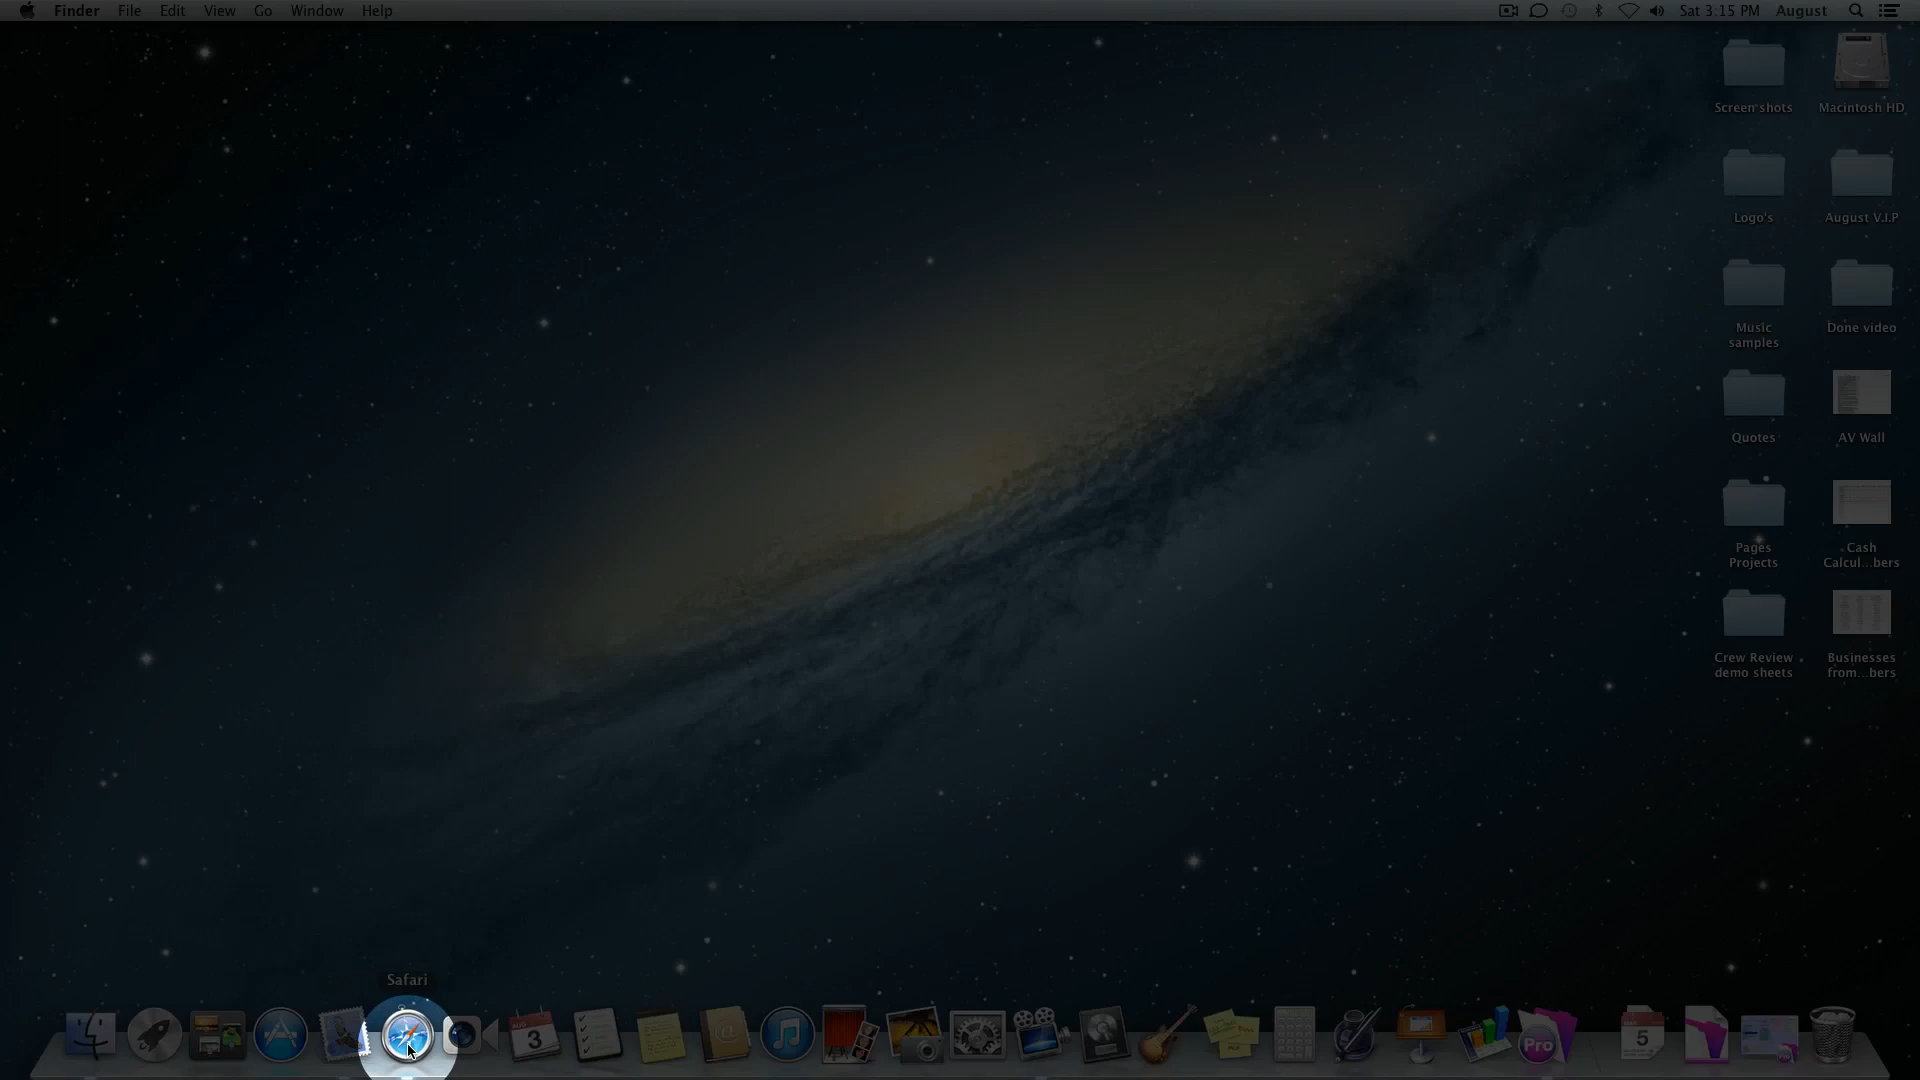 Finder File Edit View Go Window Help
Sat 3:15 PM August
Screen shots
Macintosh HD
Logo's
August V.I.P
Music
samples
Done video
Quotes
AV Wall
Pages
Projects
Cash
Calcul...bers
Crew Review
demo sheets
Businesses
from...bers
Safari
AUG
3
5
Pro